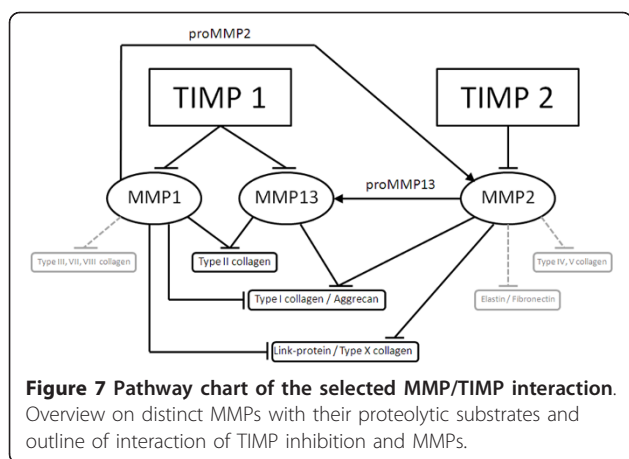 proMMP2
TIMP 1
TIMP 2
MMP1
MMP13
proMMP13
MMP2
Type III, VII, VIII collagen
Type II collagen
Type IV, V collagen
Type I collagen / Aggrecan
Elastin / Fibronectin
Link-protein / Type X collagen
Figure 7 Pathway chart of the selected MMP/TIMP interaction.
Overview on distinct MMPs with their proteolytic substrates and
outline of interaction of TIMP inhibition and MMPs.